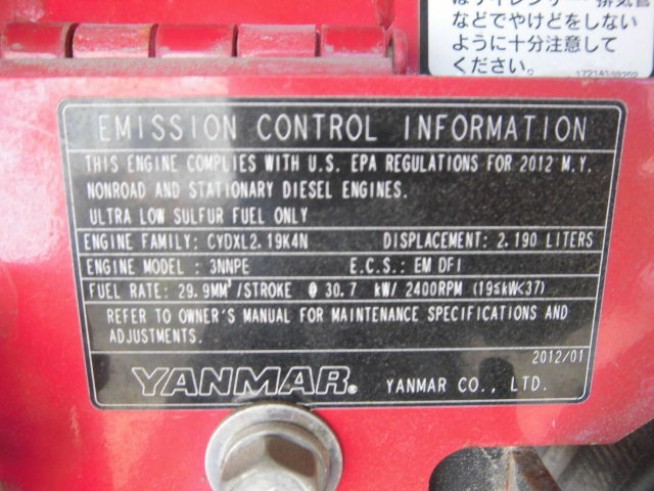 などでやけどをしない
ように十分注意して
ください。
EMISSION CONTROL INFORMATION
THIS ENGINE COMPLIES WITH U.S. EPA REGULATIONS FOR 2012 M.Y.
NONROAD AND STATIONARY DIESEL ENGINES.
ULTRA LOW SULFUR FUEL ONLY
ENGINE FAMILY: CYDXL2.19K4N DISPLACEMENT: 2.190 LITERS
ENGINE MODEL : 3NNPE E.C.S.: EM DFI
FUEL RATE: 29.9MM³/STROKE @ 30.7 kW/ 2400RPM (19≤kW<37)
REFER TO OWNER'S MANUAL FOR MAINTENANCE SPECIFICATIONS AND
ADJUSTMENTS.
2012/01
YANMAR® YANMAR CO., LTD.